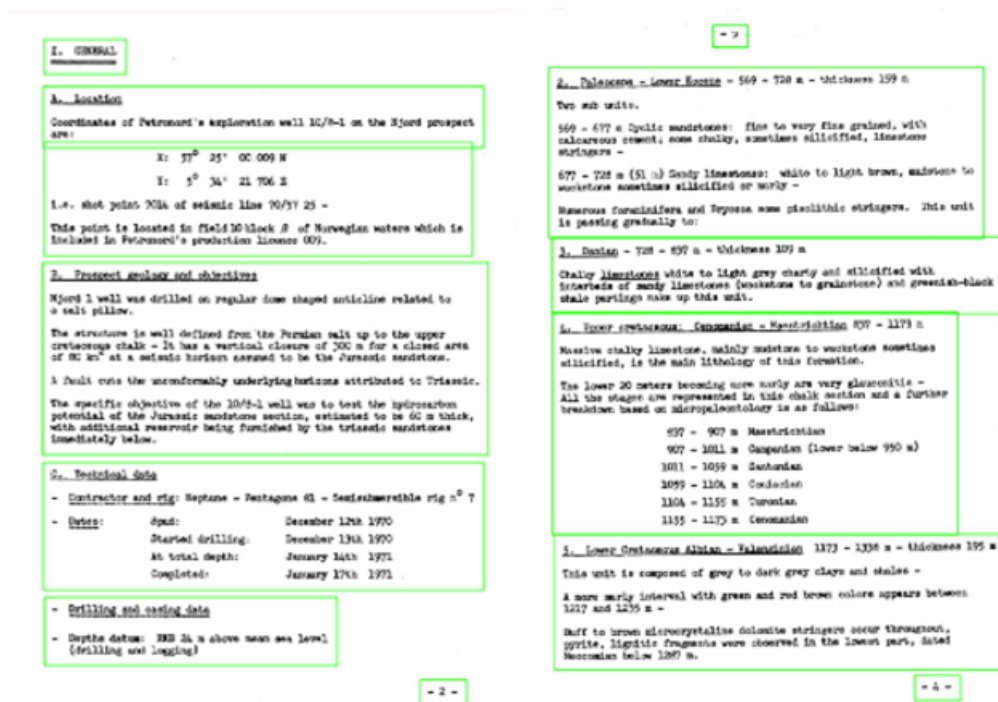 I. GENERAL
A. Location
Coordinates of Petronord's exploration well 10/8-1 on the Njord prospect
are:
X: 57° 25' 00.009 N
Y: 5° 34' 21.706 E
i.e. shot point of seismic line 70/57 25 -
This point is located in field 10 block 8 of Norwegian waters which is
included in Petronord's production licence 009.
B. Prospect geology and objectives
Njord 1 well was drilled on regular dome shaped anticline related to
a salt pillow.
The structure is well defined from the Permian salt up to the upper
cretaceous chalk - It has a vertical closure of 300 m for a closed area
of 80 km² at a seismic horizon assumed to be the Jurassic sandstone.
A fault cuts the unconformably underlying horizons attributed to Triassic.
The specific objective of the 10/8-1 well was to test the hydrocarbon
potential of the Jurassic sandstone section, estimated to be 60 m thick,
with additional reservoir being furnished by the triassic sandstones
immediately below.
C. Technical data
- Contractor and rig: Neptune - Pentagone 81 - Semisubmersible rig n° 7
- Dates: Spud: December 12th 1970
Started drilling: December 13th 1970
At total depth: January 14th 1971
Completed: January 17th 1971
- Drilling and casing data
- Depths datum: RKB 24 m above mean sea level
(drilling and logging)
- 2 -
2. Paleocene - Lower Eocene - 569 - 728 m - thickness 159 m
Two sub units.
569 - 677 m Cyclic sandstones: fine to very fine grained, with
calcareous cement, some chalky, sometimes silicified, limestone
stringers -
677 - 728 m (51 m) Sandy limestones: white to light brown, mudstone to
wackstone sometimes silicified or marly -
Numerous foraminifera and Bryozoa some pisolithic stringers. This unit
is passing gradually to:
3. Danian - 728 - 837 m - thickness 109 m
Chalky limestones white to light grey charty and silicified with
interbeds of sandy limestones (wackstone to grainstone) and greenish-black
shale partings make up this unit.
4. Upper cretaceous: Cenomanian - Maestrichtian 837 - 1173 m
Massive chalky limestone, mainly mudstone to wackstone sometimes
silicified, is the main lithology of this formation.
The lower 20 meters becoming more marly are very glauconitic -
All the stages are represented in this chalk section and a further
breakdown based on micropaleontology is as follows:
837 - 907 m Maestrichtian
907 - 1011 m Campanian (lower below 950 m)
1011 - 1059 m Santonian
1059 - 1104 m Coniacian
1104 - 1155 m Turonian
1155 - 1173 m Cenomanian
5. Lower Cretaceous Albian - Valanginian 1173 - 1338 m - thickness 195 m
This unit is composed of grey to dark grey clays and shales -
A more marly interval with green and red brown colors appears between
1217 and 1235 m -
Buff to brown microcrystaline dolomite stringers occur throughout,
pyrite, lignitic fragments were observed in the lowest part, dated
Neocomian below 1287 m.
- 4 -